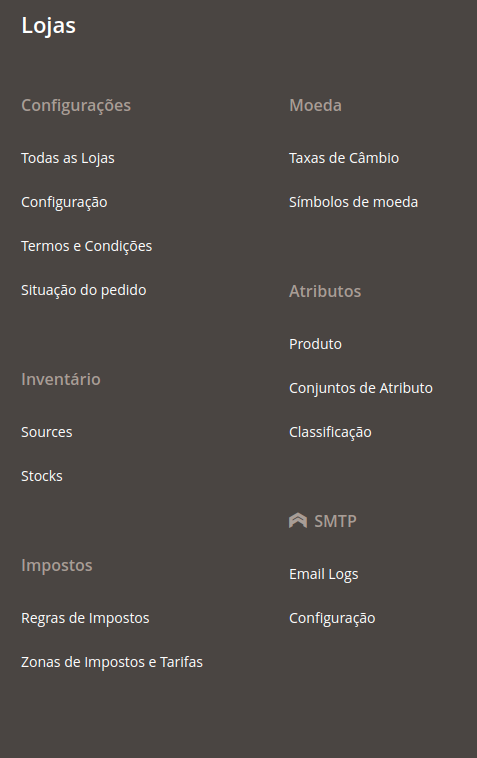 Lojas
Configurações
Todas as Lojas
Configuração
Termos e Condições
Situação do pedido
Inventário
Sources
Stocks
Impostos
Regras de Impostos
Zonas de Impostos e Tarifas
Moeda
Taxas de Câmbio
Símbolos de moeda
Atributos
Produto
Conjuntos de Atributo
Classificação
SMTP
Email Logs
Configuração